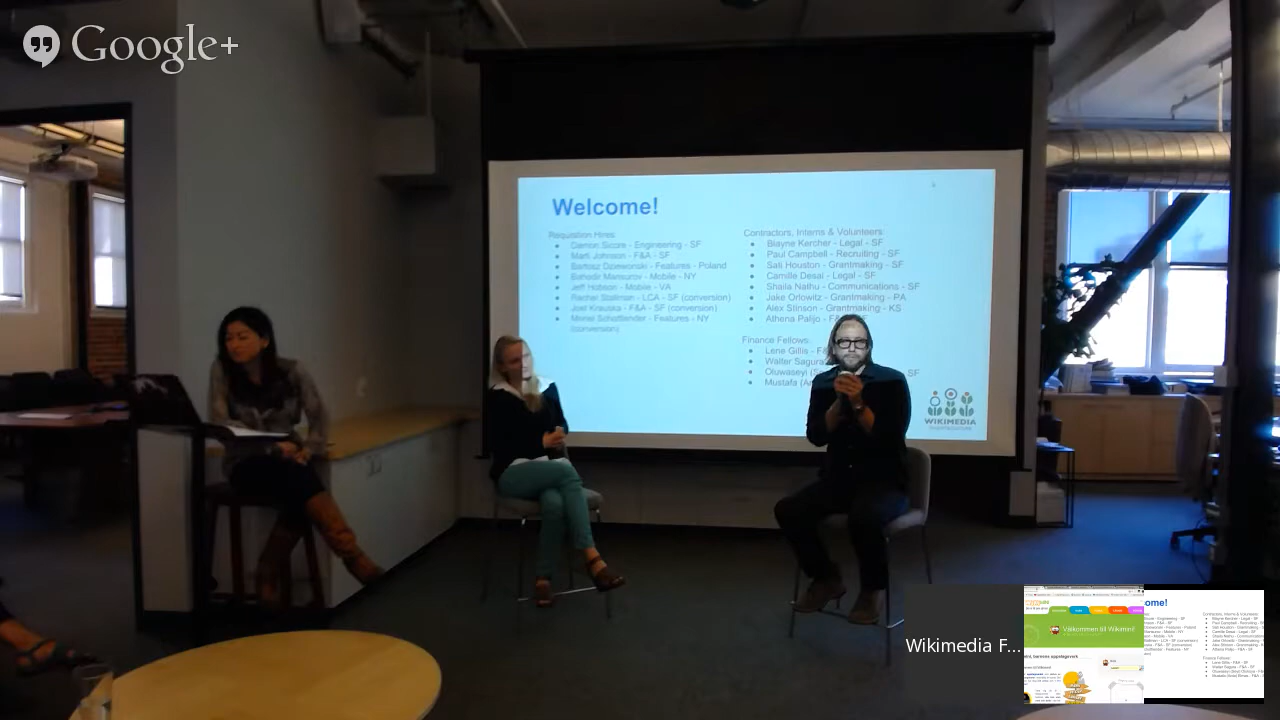 Google+
Welcome!
Requisition Hires:
Damon Sicore - Engineering - SF
Marti Johnson - F&A - SF
Bartosz Dziewonski - Features - Poland
Bahodir Mansurov - Mobile - NY
Jeff Hobson - Mobile - VA
Rachel Stallman - LCA - SF (conversion)
Joel Krauska - F&A - SF (conversion)
Moriel Schottlender - Features - NY
(conversion)
Contractors, Interns & Volunteers:
Blayne Kercher - Legal - SF
Paul Campbell - Recruiting - SF
Sati Houston - Grantmaking - SF
Camille Desai - Legal - SF
Shaila Nathu - Communications - SF
Jake Orlowitz - Grantmaking - PA
Alex Stinson - Grantmaking - KS
Athena Palijo - F&
Finance Fellows:
Lene Gillis - F&
Walter Sagura
Oluwaseyi
SF
Mustafa
WIKIMEDIA
Wikimedia F...
Välkommen till Wikimini!
ome!